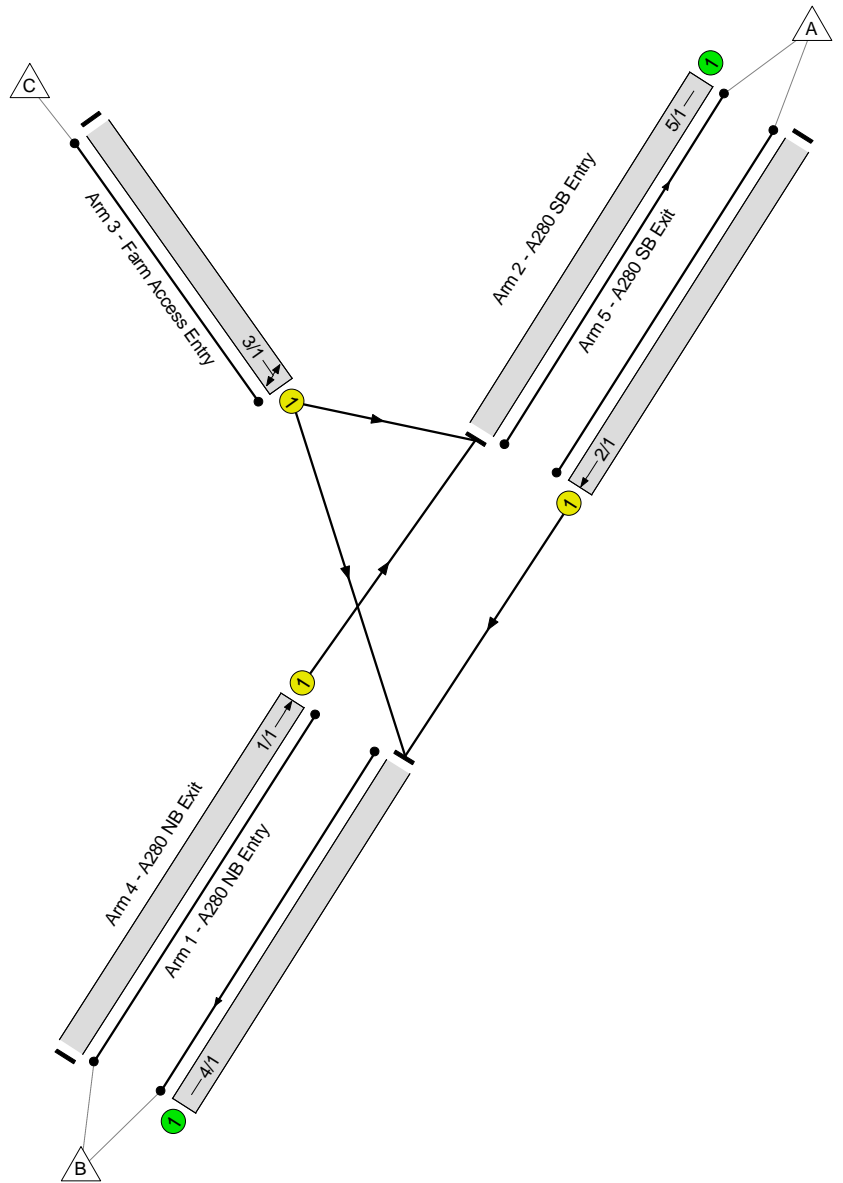 A
1
C
5/1
Arm 2 - A280 SB Entry
Arm 5 - A280 SB Exit
Arm 3 - Farm Access Entry
3/1
1
2/1
1
1
1/1
Arm 4 - A280 NB Exit
Arm 1 - A280 NB Entry
4/1
1
B